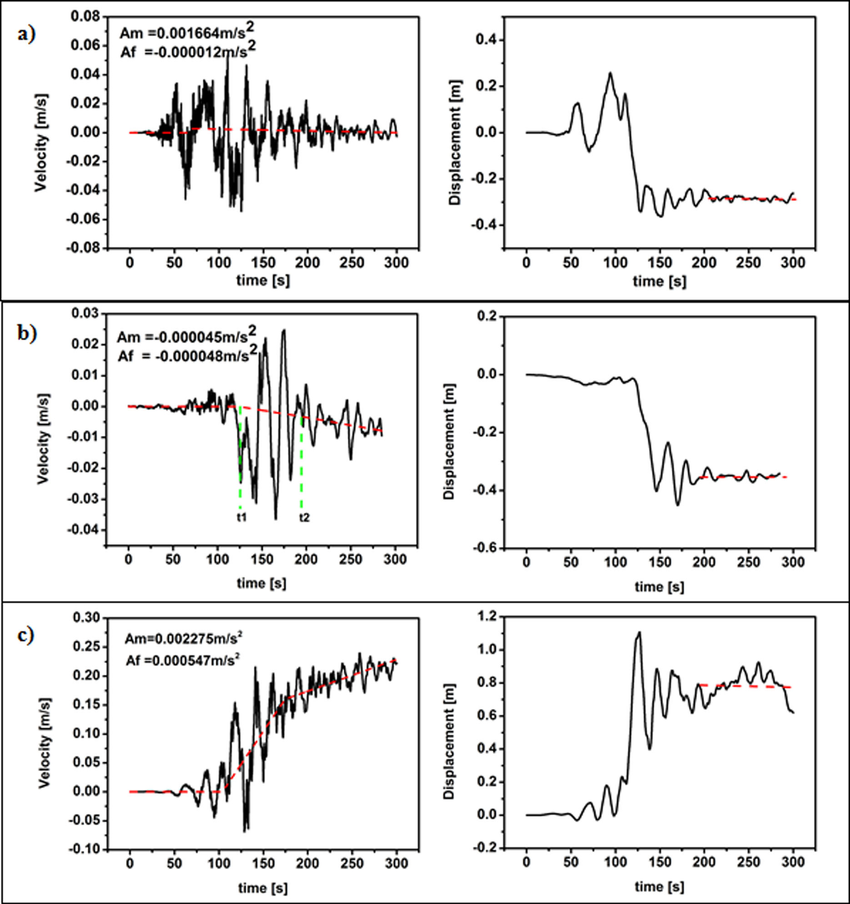 a)
Am =0.001664m/s²
Af =-0.000012m/s²
0.08
0.06
0.04
0.02
0.00
-0.02
-0.04
-0.06
-0.08
Velocity [m/s]
0 50 100 150 200 250 300
time [s]
0.4
0.2
0.0
-0.2
-0.4
Displacement [m]
0 50 100 150 200 250 300
time [s]
b)
Am =-0.000045m/s²
Af = -0.000048m/s²
0.03
0.02
0.01
0.00
-0.01
-0.02
-0.03
-0.04
Velocity [m/s]
t1 t2
0 50 100 150 200 250 300
time [s]
0.2
0.0
-0.2
-0.4
-0.6
Displacement [m]
0 50 100 150 200 250 300
time [s]
c)
Am=0.002275m/s²
Af =0.000547m/s²
0.30
0.25
0.20
0.15
0.10
0.05
0.00
-0.05
-0.10
Velocity [m/s]
0 50 100 150 200 250 300
time [s]
1.2
1.0
0.8
0.6
0.4
0.2
0.0
-0.2
Displacement [m]
0 50 100 150 200 250 300
time [s]